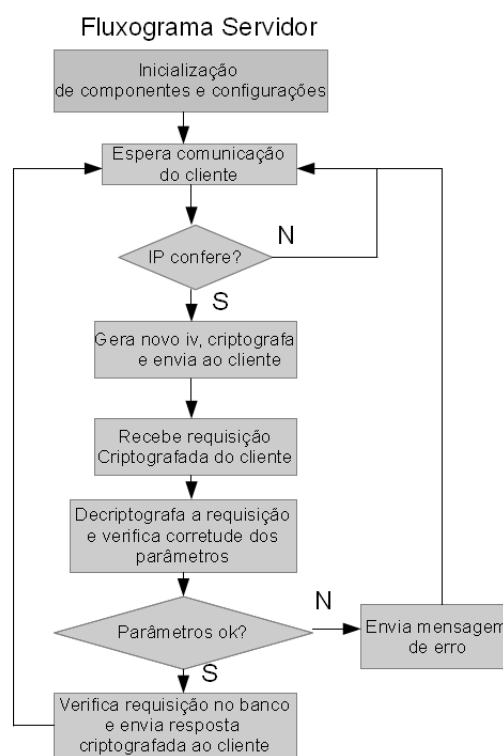 Fluxograma Servidor
Inicialização
de componentes e configurações
Espera comunicação
do cliente
N
IP confere?
S
Gera novo iv, criptografa
e envia ao cliente
Recebe requisição
Criptografada do cliente
Decriptografa a requisição
e verifica corretude dos
parâmetros
N
Parâmetros ok?
Envia mensagem
de erro
S
Verifica requisição no banco
e envia resposta
criptografada ao cliente